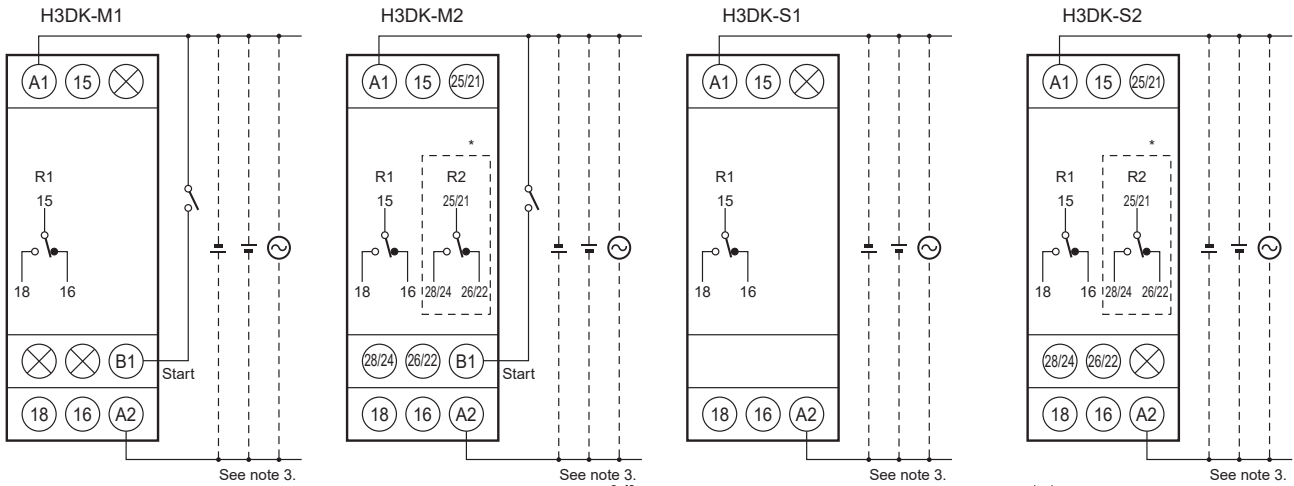 H3DK-M1
A1 15
R1
15
18 16
B1
Start
18 16 A2
See note 3.
H3DK-M2
A1 15 25/21
*
R1 R2
15 25/21
18 16 28/24 26/22
28/24 26/22 B1
Start
18 16 A2
See note 3.
H3DK-S1
A1 15
R1
15
18 16
18 16 A2
See note 3.
H3DK-S2
A1 15 25/21
*
R1 R2
15 25/21
18 16 28/24 26/22
28/24 26/22
18 16 A2
See note 3.